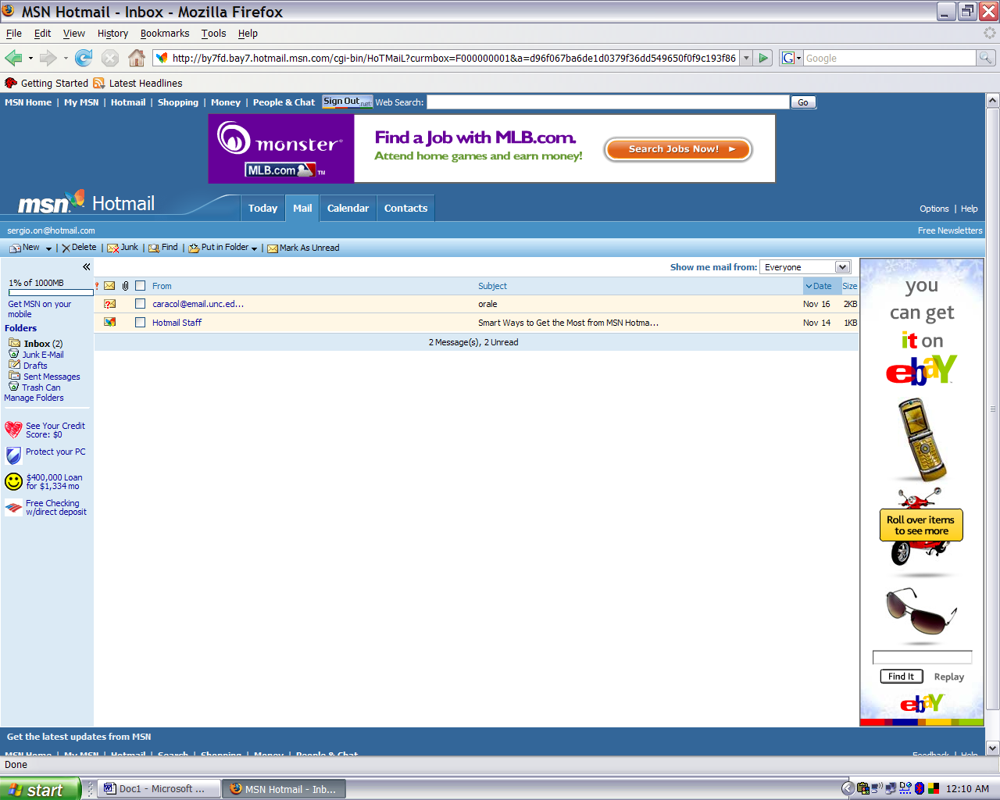 MSN Hotmail - Inbox - Mozilla Firefox
File Edit View History Bookmarks Tools Help
http://by7fd.bay7.hotmail.msn.com/cgi-bin/HoTMaiL?curmbox=F000000001&a=d96f067ba6de1d0379f36dd549650f0f9c193f86
Google
Getting Started Latest Headlines
MSN Home | My MSN | Hotmail | Shopping | Money | People & Chat Sign Out .net Web Search: Go
monster
MLB.com TM
Find a Job with MLB.com.
Attend home games and earn money!
Search Jobs Now!
msn Hotmail
Today Mail Calendar Contacts
Options | Help
sergio.on@hotmail.com
Free Newsletters
New | Delete | Junk | Find | Put in Folder | Mark As Unread
Show me mail from: Everyone
1% of 1000MB
Get MSN on your
mobile
Folders
Inbox (2)
Junk E-Mail
Drafts
Sent Messages
Trash Can
Manage Folders
See Your Credit
Score: $0
Protect your PC
$400,000 Loan
for $1,334 mo
Free Checking
w/direct deposit
From Subject Date Size
caracol@email.unc.ed... orale Nov 16 2KB
Hotmail Staff Smart Ways to Get the Most from MSN Hotma... Nov 14 1KB
2 Message(s), 2 Unread
you
can get
it on
ebaY
Roll over items
to see more
Find It Replay
ebaY
Get the latest updates from MSN
MSN Home | My MSN | Hotmail | Search | Shopping | Money | People & Chat
Feedback | Help
Done
start Doc1 - Microsoft ... MSN Hotmail - Inb... 12:10 AM